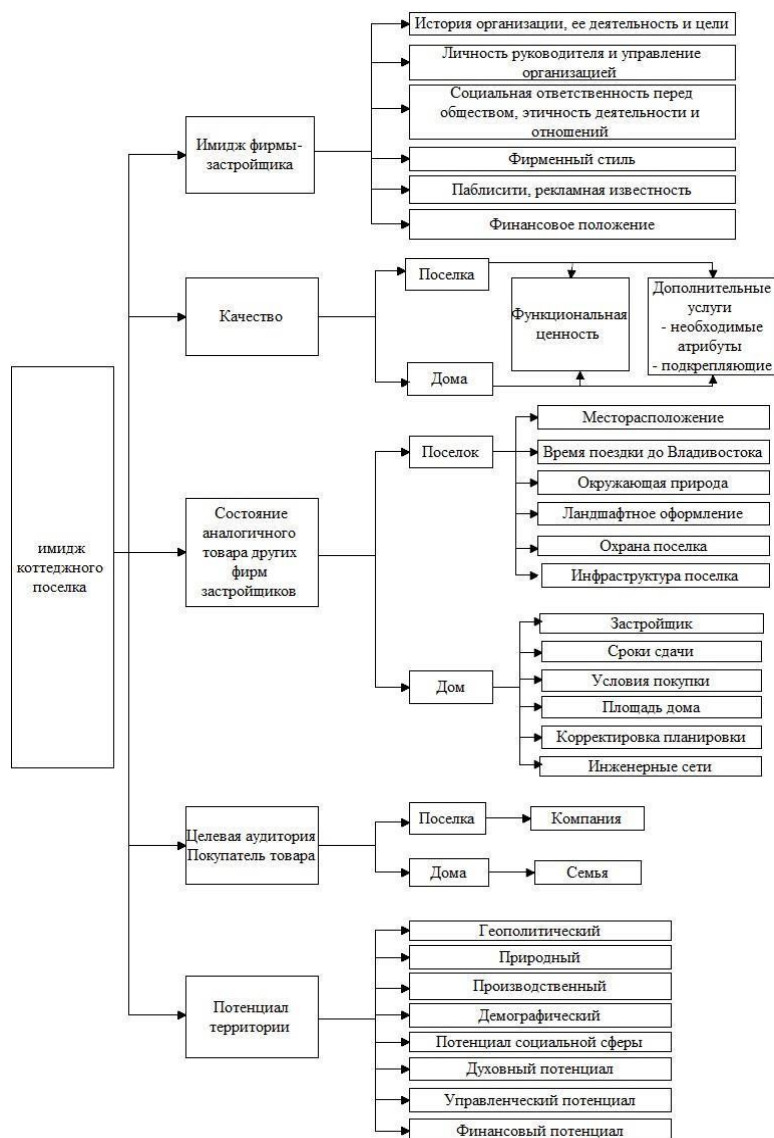 имидж
коттеджного
поселка
Имидж фирмы-
застройщика
История организации, ее деятельность и цели
Личность руководителя и управление
организацией
Социальная ответственность перед
обществом, этичность деятельности и
отношений
Фирменный стиль
Паблисити, рекламная известность
Финансовое положение
Качество
Поселка
Дома
Функциональная
ценность
Дополнительные
услуги
- необходимые
атрибуты
- подкрепляющие
Состояние
аналогичного
товара других
фирм
застройщиков
Поселок
Месторасположение
Время поездки до Владивостока
Окружающая природа
Ландшафтное оформление
Охрана поселка
Инфраструктура поселка
Дом
Застройщик
Сроки сдачи
Условия покупки
Площадь дома
Корректировка планировки
Инженерные сети
Целевая аудитория
Покупатель товара
Поселка
Компания
Дома
Семья
Потенциал
территории
Геополитический
Природный
Производственный
Демографический
Потенциал социальной сферы
Духовный потенциал
Управленческий потенциал
Финансовый потенциал